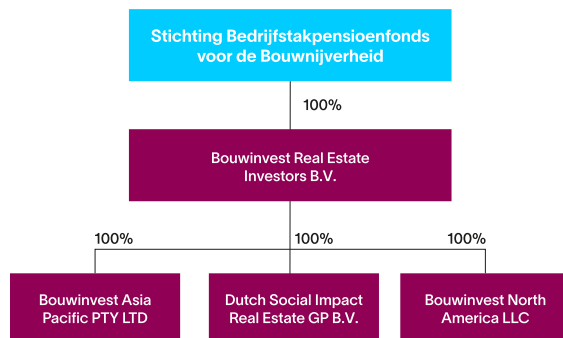 Stichting Bedrijfstakpensioenfonds
voor de Bouwnijverheid
100%
Bouwinvest Real Estate
Investors B.V.
100%
100%
100%
Bouwinvest Asia
Pacific PTY LTD
Dutch Social Impact
Real Estate GP B.V.
Bouwinvest North
America LLC